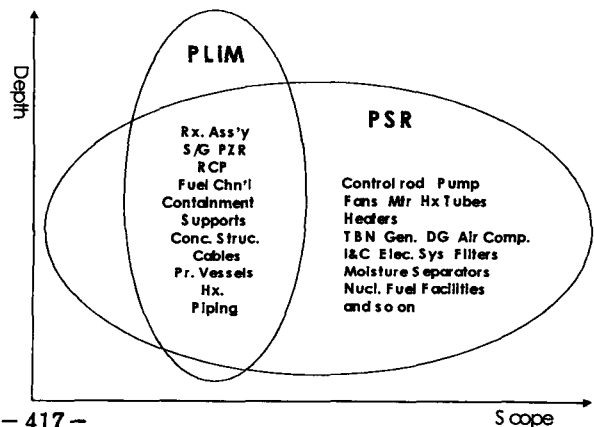 PLiM
Depth
PSR
Rx. Ass'y
S/G PZR
RCP
Fuel Chn'l
Containment
Supports
Conc. Struc.
Cables
Pr. Vessels
Hx.
Piping
Control rod Pump
Fans Mtr Hx Tubes
Heaters
TBN Gen. DG Air Comp.
I&C Elec. Sys Filters
Moisture Separators
Nucl. Fuel Facilities
and so on
- 417 -
Scope